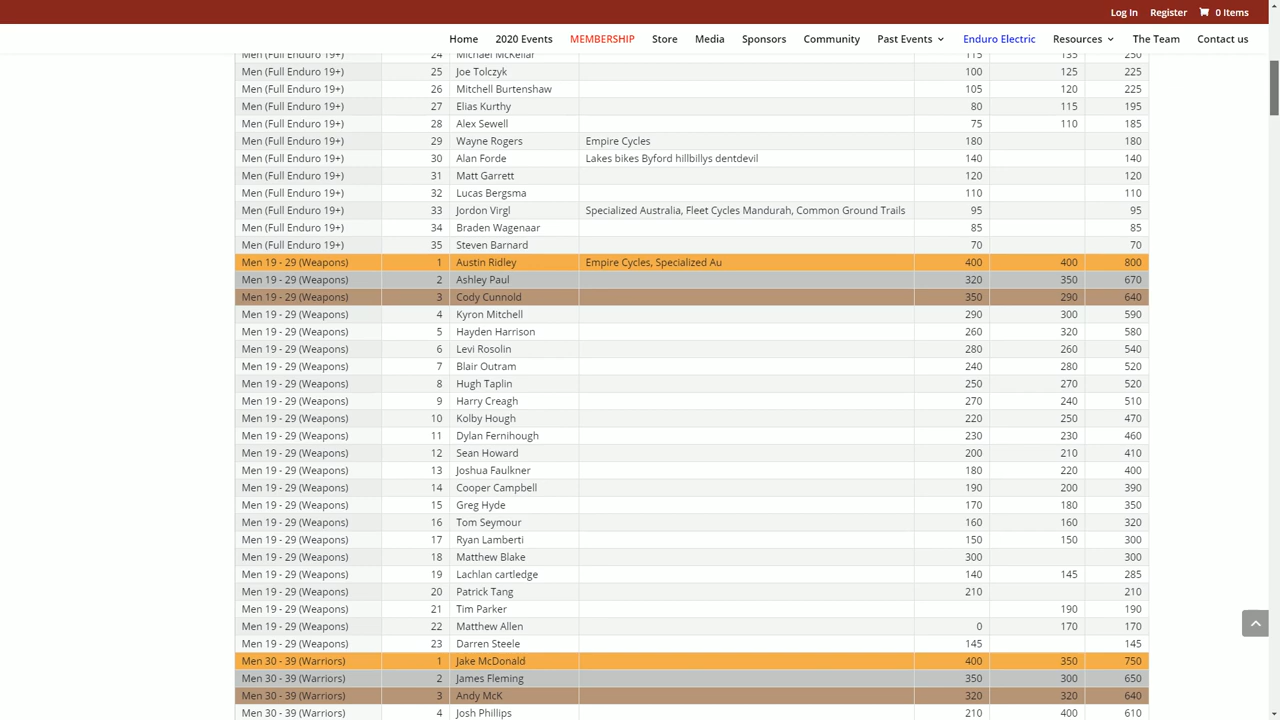 Log In Register 0 Items
Home 2020 Events MEMBERSHIP Store Media Sponsors Community Past Events Enduro Electric Resources The Team Contact us
Men (Full Enduro 19+) 24 Michael McKellar 115 135 250
Men (Full Enduro 19+) 25 Joe Tolczyk 100 125 225
Men (Full Enduro 19+) 26 Mitchell Burtenshaw 105 120 225
Men (Full Enduro 19+) 27 Elias Kurthy 80 115 195
Men (Full Enduro 19+) 28 Alex Sewell 75 110 185
Men (Full Enduro 19+) 29 Wayne Rogers Empire Cycles 180 180
Men (Full Enduro 19+) 30 Alan Forde Lakes bikes Byford hillbillys dentdevil 140 140
Men (Full Enduro 19+) 31 Matt Garrett 120 120
Men (Full Enduro 19+) 32 Lucas Bergsma 110 110
Men (Full Enduro 19+) 33 Jordon Virgl Specialized Australia, Fleet Cycles Mandurah, Common Ground Trails 95 95
Men (Full Enduro 19+) 34 Braden Wagenaar 85 85
Men (Full Enduro 19+) 35 Steven Barnard 70 70
Men 19 - 29 (Weapons) 1 Austin Ridley Empire Cycles, Specialized Au 400 400 800
Men 19 - 29 (Weapons) 2 Ashley Paul 320 350 670
Men 19 - 29 (Weapons) 3 Cody Cunnold 350 290 640
Men 19 - 29 (Weapons) 4 Kyron Mitchell 290 300 590
Men 19 - 29 (Weapons) 5 Hayden Harrison 260 320 580
Men 19 - 29 (Weapons) 6 Levi Rosolin 280 260 540
Men 19 - 29 (Weapons) 7 Blair Outram 240 280 520
Men 19 - 29 (Weapons) 8 Hugh Taplin 250 270 520
Men 19 - 29 (Weapons) 9 Harry Creagh 270 240 510
Men 19 - 29 (Weapons) 10 Kolby Hough 220 250 470
Men 19 - 29 (Weapons) 11 Dylan Fernihough 230 230 460
Men 19 - 29 (Weapons) 12 Sean Howard 200 210 410
Men 19 - 29 (Weapons) 13 Joshua Faulkner 180 220 400
Men 19 - 29 (Weapons) 14 Cooper Campbell 190 200 390
Men 19 - 29 (Weapons) 15 Greg Hyde 170 180 350
Men 19 - 29 (Weapons) 16 Tom Seymour 160 160 320
Men 19 - 29 (Weapons) 17 Ryan Lamberti 150 150 300
Men 19 - 29 (Weapons) 18 Matthew Blake 300 300
Men 19 - 29 (Weapons) 19 Lachlan cartledge 140 145 285
Men 19 - 29 (Weapons) 20 Patrick Tang 210 210
Men 19 - 29 (Weapons) 21 Tim Parker 190 190
Men 19 - 29 (Weapons) 22 Matthew Allen 0 170 170
Men 19 - 29 (Weapons) 23 Darren Steele 145 145
Men 30 - 39 (Warriors) 1 Jake McDonald 400 350 750
Men 30 - 39 (Warriors) 2 James Fleming 350 300 650
Men 30 - 39 (Warriors) 3 Andy McK 320 320 640
Men 30 - 39 (Warriors) 4 Josh Phillips 210 400 610